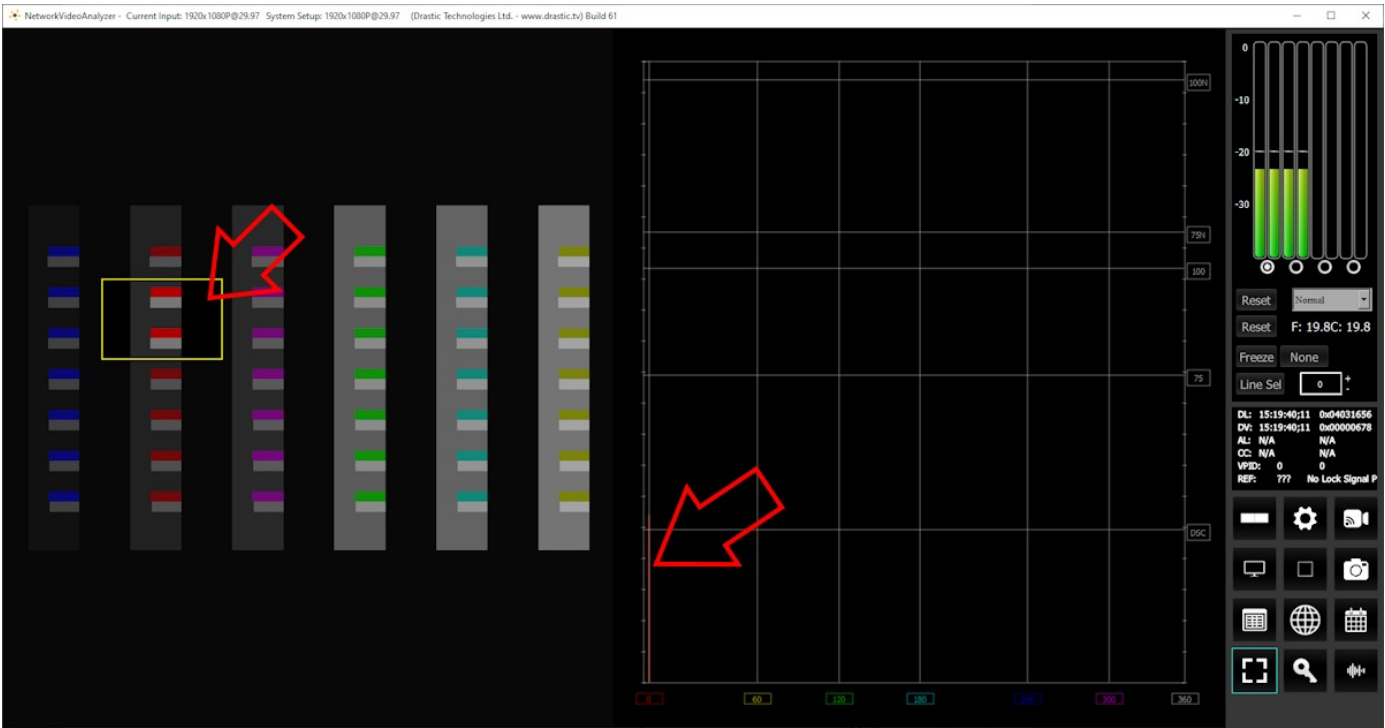 NetworkVideoAnalyzer - Current Input: 1920x1080P@29.97 System Setup: 1920x1080P@29.97 (Drastic Technologies Ltd. - www.drastic.tv) Build 61
100N
75N
100
75
DSC
0 60 120 180 240 300 360
0
-10
-20
-30
Reset Normal
Reset F: 19.8C: 19.8
Freeze None
Line Sel 0 + -
DL: 15:19:40;11 0x04031656
DV: 15:19:40;11 0x00000678
AL: N/A N/A
CC: N/A N/A
VPID: 0 0
REF: ??? No Lock Signal P